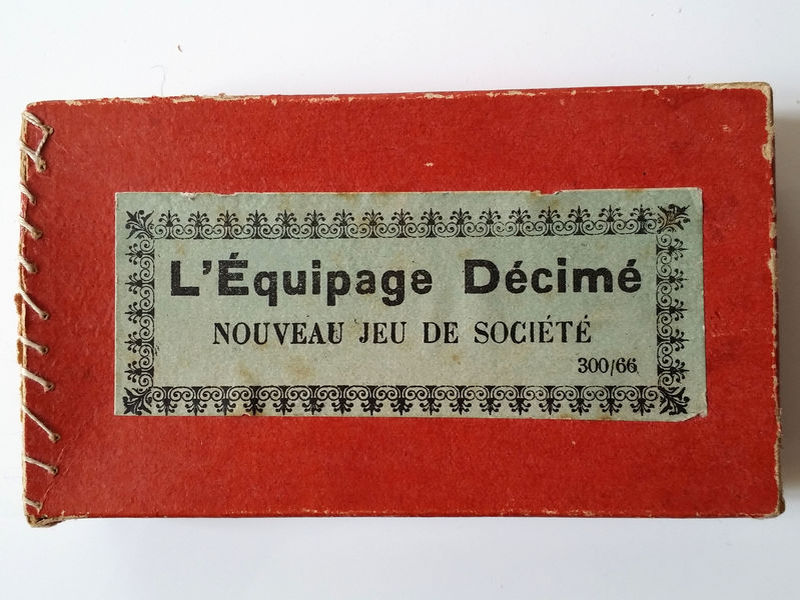 L'Équipage Décimé
NOUVEAU JEU DE SOCIÉTÉ
300/66